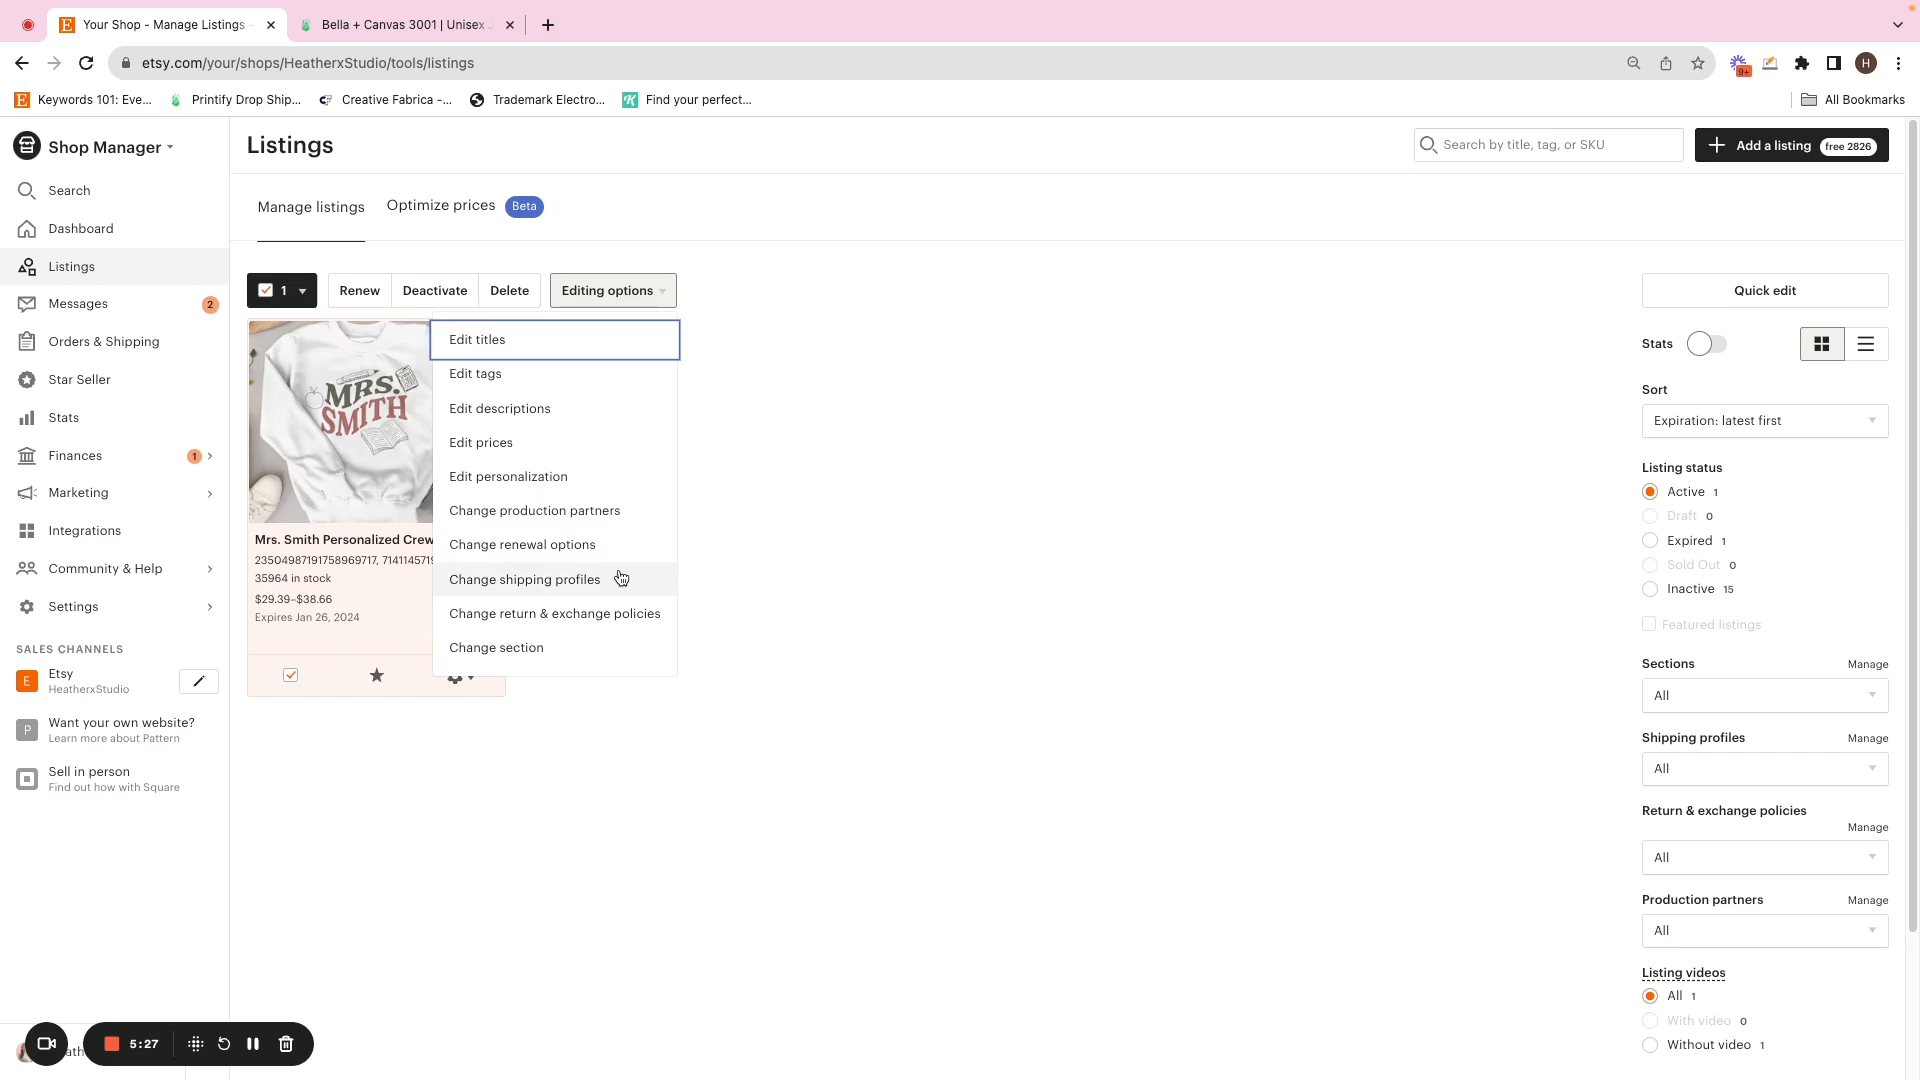 Your Shop - Manage Listings
Bella + Canvas 3001 | Unisex
etsy.com/your/shops/HeatherxStudio/tools/listings
9+
H
Keywords 101: Eve...
Printify Drop Ship...
Creative Fabrica -...
Trademark Electro...
Find your perfect...
All Bookmarks
Shop Manager
Listings
Search by title, tag, or SKU
Add a listing free 2826
Search
Dashboard
Listings
Messages 2
Orders & Shipping
Star Seller
Stats
Finances 1
Marketing
Integrations
Community & Help
Settings
SALES CHANNELS
E
Etsy
HeatherxStudio
P
Want your own website?
Learn more about Pattern
Sell in person
Find out how with Square
5:27
Manage listings
Optimize prices Beta
1
Renew
Deactivate
Delete
Editing options
MRS.
SMITH
Mrs. Smith Personalized Crew
23504987191758969717, 7141145719
35964 in stock
$29.39–$38.66
Expires Jan 26, 2024
Edit titles
Edit tags
Edit descriptions
Edit prices
Edit personalization
Change production partners
Change renewal options
Change shipping profiles
Change return & exchange policies
Change section
Quick edit
Stats
Sort
Expiration: latest first
Listing status
Active 1
Draft 0
Expired 1
Sold Out 0
Inactive 15
Featured listings
Sections Manage
All
Shipping profiles Manage
All
Return & exchange policies
Manage
All
Production partners Manage
All
Listing videos
All 1
With video 0
Without video 1